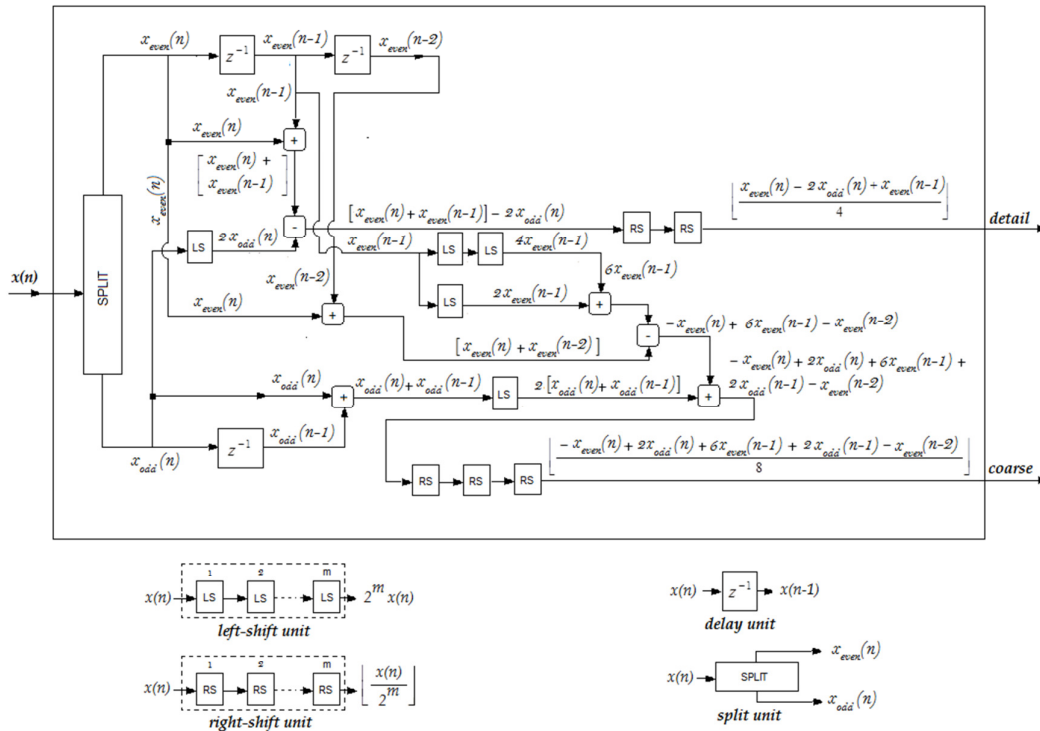 x_even(n)
z⁻¹
x_even(n-1)
z⁻¹
x_even(n-2)
x_even(n-1)
x_even(n)
+
[x_even(n) +
x_even(n-1)]
x_even(n)
⌊(x_even(n) - 2x_odd(n) + x_even(n-1))/4⌋
[x_even(n) + x_even(n-1)] - 2x_odd(n)
RS
RS
detail
-
2x_odd(n)
LS
x_even(n-1)
LS
LS
4x_even(n-1)
x(n)
SPLIT
x_even(n-2)
6x_even(n-1)
LS
2x_even(n-1)
+
x_even(n)
+
-x_even(n) + 6x_even(n-1) - x_even(n-2)
-
[x_even(n) + x_even(n-2)]
-x_even(n) + 2x_odd(n) + 6x_even(n-1) +
2x_odd(n-1) - x_even(n-2)
x_odd(n)
+
x_odd(n) + x_odd(n-1)
LS
2[x_odd(n) + x_odd(n-1)]
+
x_odd(n)
z⁻¹
x_odd(n-1)
⌊(-x_even(n) + 2x_odd(n) + 6x_even(n-1) + 2x_odd(n-1) - x_even(n-2))/8⌋
RS
RS
RS
coarse
1 2 m
x(n) LS LS LS 2^m x(n)
left-shift unit
x(n) z⁻¹ x(n-1)
delay unit
1 2 m
x(n) RS RS RS ⌊x(n)/2^m⌋
right-shift unit
x_even(n)
x(n) SPLIT
x_odd(n)
split unit